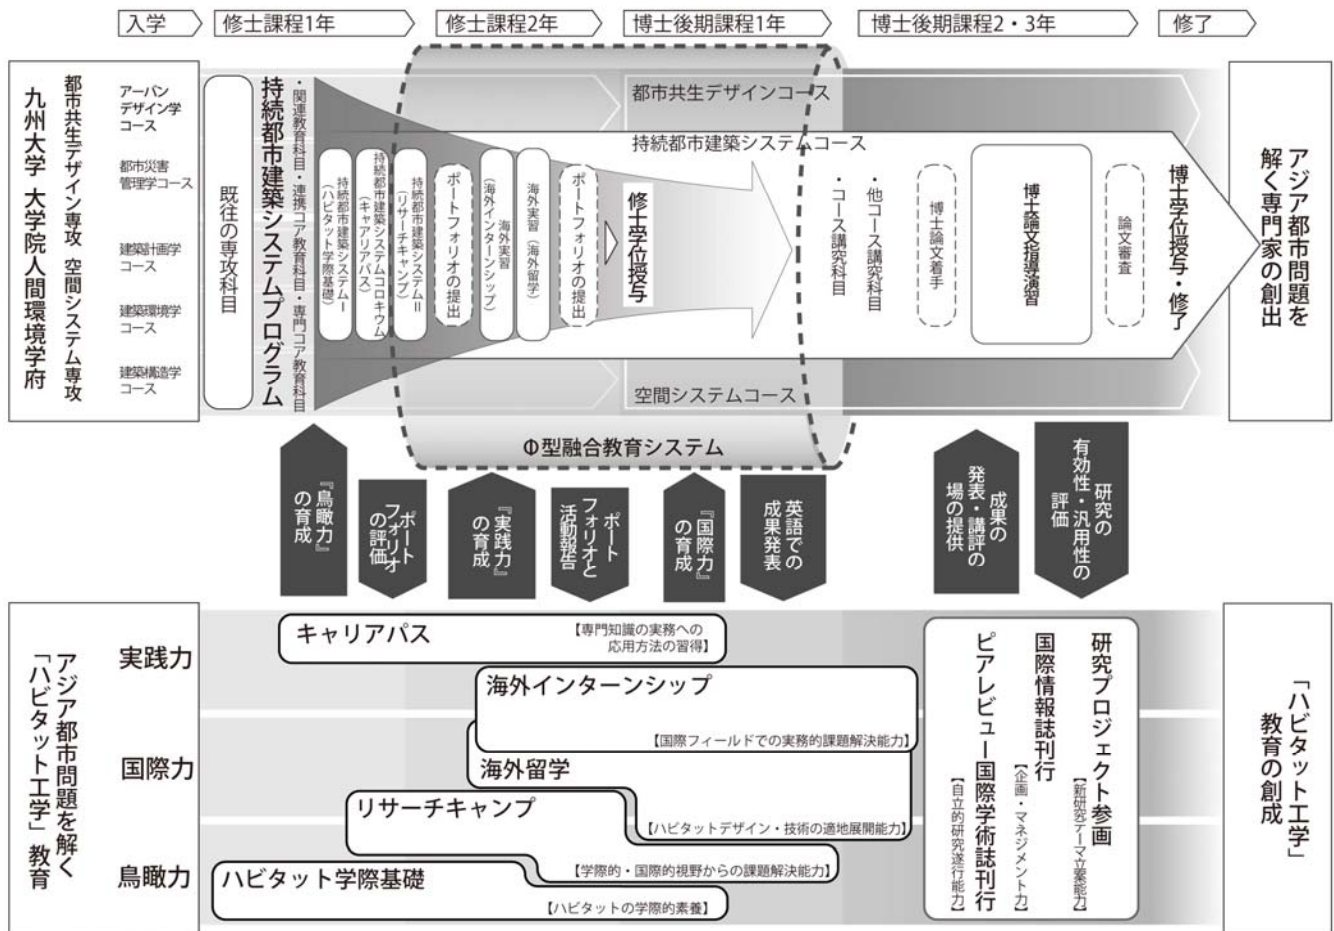 入学
修士課程1年
修士課程2年
博士後期課程1年
博士後期課程2・3年
修了
九州大学 大学院人間環境学府
都市共生デザイン専攻 空間システム専攻
アーバン
デザイン学
コース
都市災害
管理学コース
建築計画学
コース
建築環境学
コース
建築構造学
コース
既往の専攻科目
持続都市建築システムプログラム
・関連教育科目・連携コア教育科目・専門コア教育科目
持続都市建築システムI
（ハビタット学際基礎）
持続都市建築システムコロキウム
（キャリアパス）
持続都市建築システムII
（リサーチキャンプ）
ポートフォリオの提出
海外実習
（海外インターンシップ）
海外実習（海外留学）
ポートフォリオの提出
修士学位授与
都市共生デザインコース
持続都市建築システムコース
空間システムコース
・他コース講究科目
・コース講究科目
博士論文着手
博士論文指導演習
論文審査
博士学位授与・修了
アジア都市問題を
解く専門家の創出
Φ型融合教育システム
『鳥瞰力』
の育成
ポート
フォリオ
の評価
『実践力』
の育成
ポート
フォリオと
活動報告
『国際力』
の育成
英語での
成果発表
成果の
発表・講評の
場の提供
研究の
有効性・汎用性の
評価
アジア都市問題を解く
「ハビタット工学」教育
実践力
国際力
鳥瞰力
キャリアパス
【専門知識の実務への
応用方法の習得】
海外インターンシップ
【国際フィールドでの実務的課題解決能力】
海外留学
【ハビタットデザイン・技術の適地展開能力】
リサーチキャンプ
【学際的・国際的視野からの課題解決能力】
ハビタット学際基礎
【ハビタットの学際的素養】
研究プロジェクト参画
【新研究テーマ立案能力】
国際情報誌刊行
【企画・マネジメント力】
ピアレビュー国際学術誌刊行
【自立的研究遂行能力】
「ハビタット工学」
教育の創成